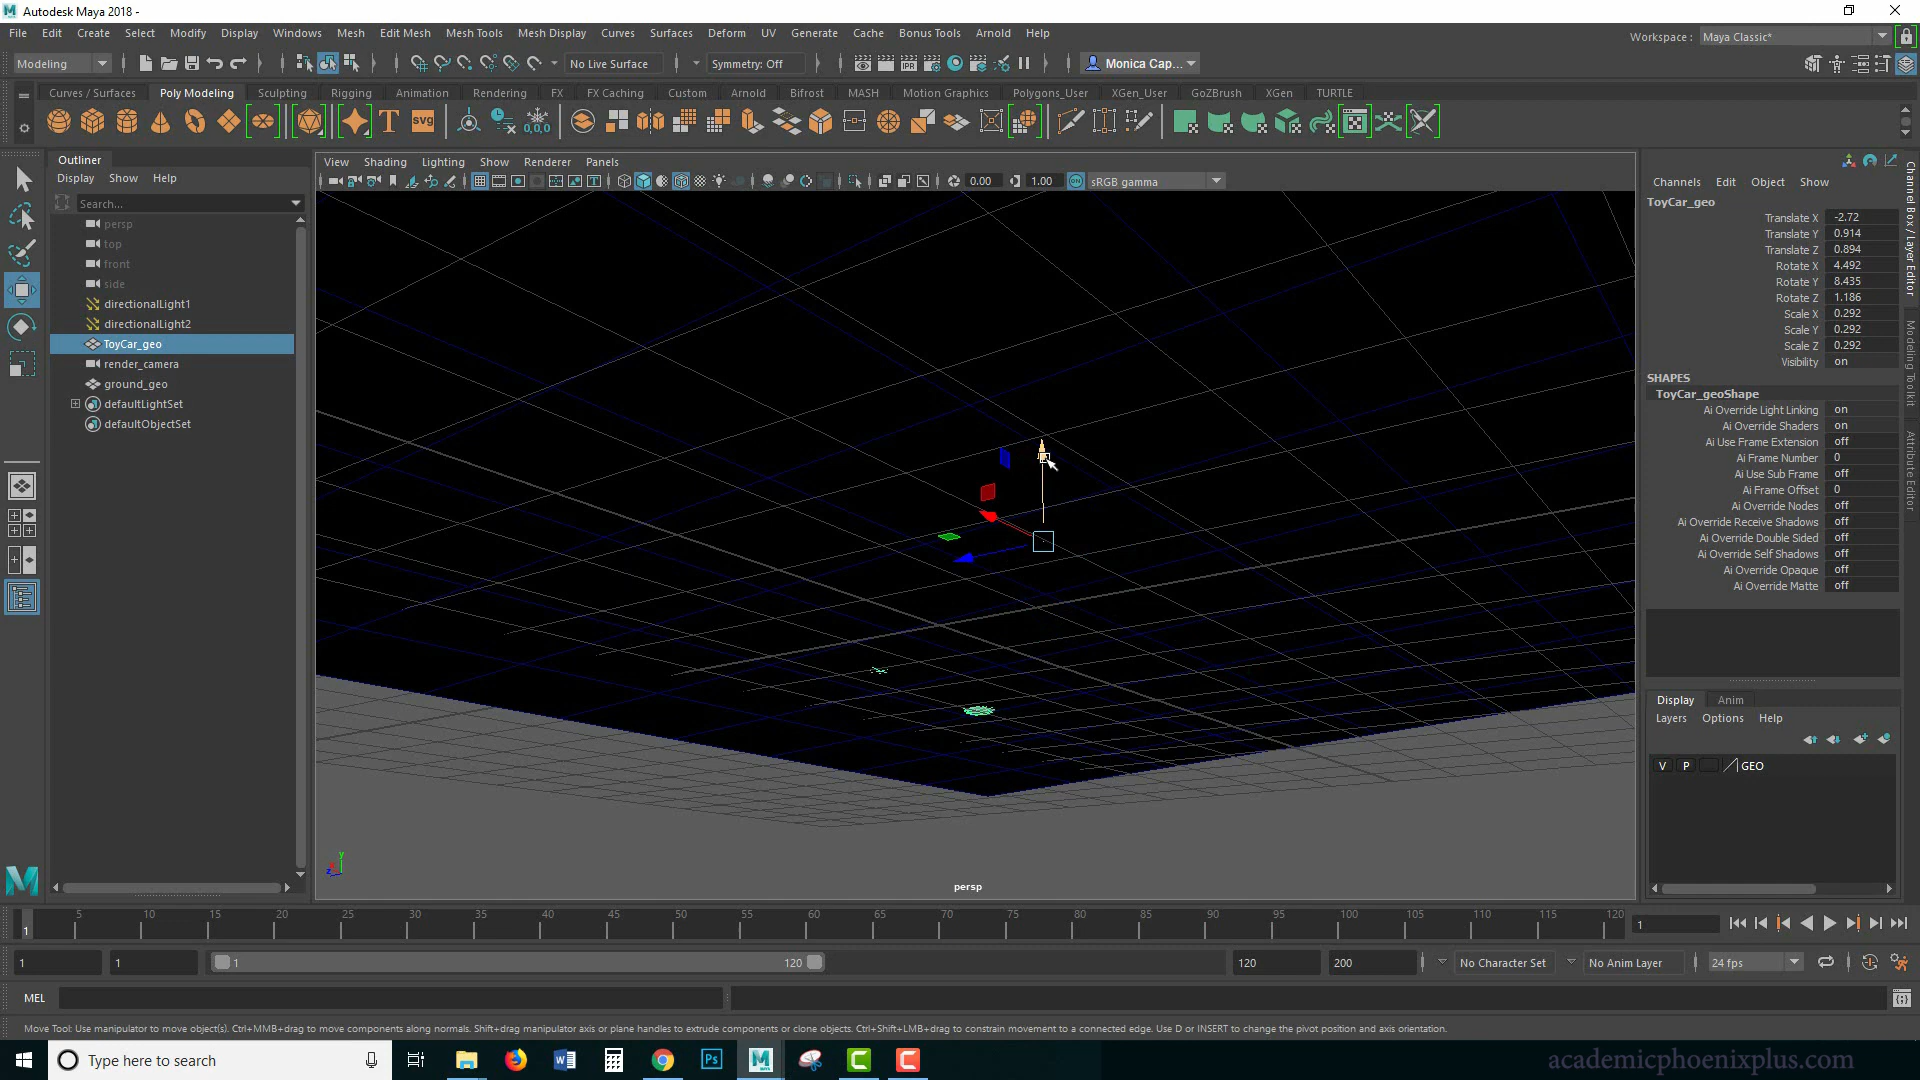 Autodesk Maya 2018 -
File Edit Create Select Modify Display Windows Mesh Edit Mesh Mesh Tools Mesh Display Curves Surfaces Deform UV Generate Cache Bonus Tools Arnold Help
Workspace : Maya Classic*
Modeling No Live Surface Symmetry: Off IPR Monica Cap...
Curves / Surfaces Poly Modeling Sculpting Rigging Animation Rendering FX FX Caching Custom Arnold Bifrost MASH Motion Graphics Polygons_User XGen_User GoZBrush XGen TURTLE
T svg 0,0,0
Outliner
Display Show Help
Search...
persp
top
front
side
directionalLight1
directionalLight2
ToyCar_geo
render_camera
ground_geo
defaultLightSet
defaultObjectSet
View Shading Lighting Show Renderer Panels
0.00 1.00 ON sRGB gamma
persp
Channels Edit Object Show
ToyCar_geo
Translate X -2.72
Translate Y 0.914
Translate Z 0.894
Rotate X 4.492
Rotate Y 8.435
Rotate Z 1.186
Scale X 0.292
Scale Y 0.292
Scale Z 0.292
Visibility on
SHAPES
ToyCar_geoShape
Ai Override Light Linking on
Ai Override Shaders on
Ai Use Frame Extension off
Ai Frame Number 0
Ai Use Sub Frame off
Ai Frame Offset 0
Ai Override Nodes off
Ai Override Receive Shadows off
Ai Override Double Sided off
Ai Override Self Shadows off
Ai Override Opaque off
Ai Override Matte off
Display Anim
Layers Options Help
V P GEO
Channel Box / Layer Editor
Modeling Toolkit
Attribute Editor
5 10 15 20 25 30 35 40 45 50 55 60 65 70 75 80 85 90 95 100 105 110 115 120
1 1
1 1 1 120 120 200 No Character Set No Anim Layer 24 fps
MEL
Move Tool: Use manipulator to move object(s). Ctrl+MMB+drag to move components along normals. Shift+drag manipulator axis or plane handles to extrude components or clone objects. Ctrl+Shift+LMB+drag to constrain movement to a connected edge. Use D or INSERT to change the pivot position and axis orientation.
Type here to search
academicphoenixplus.com